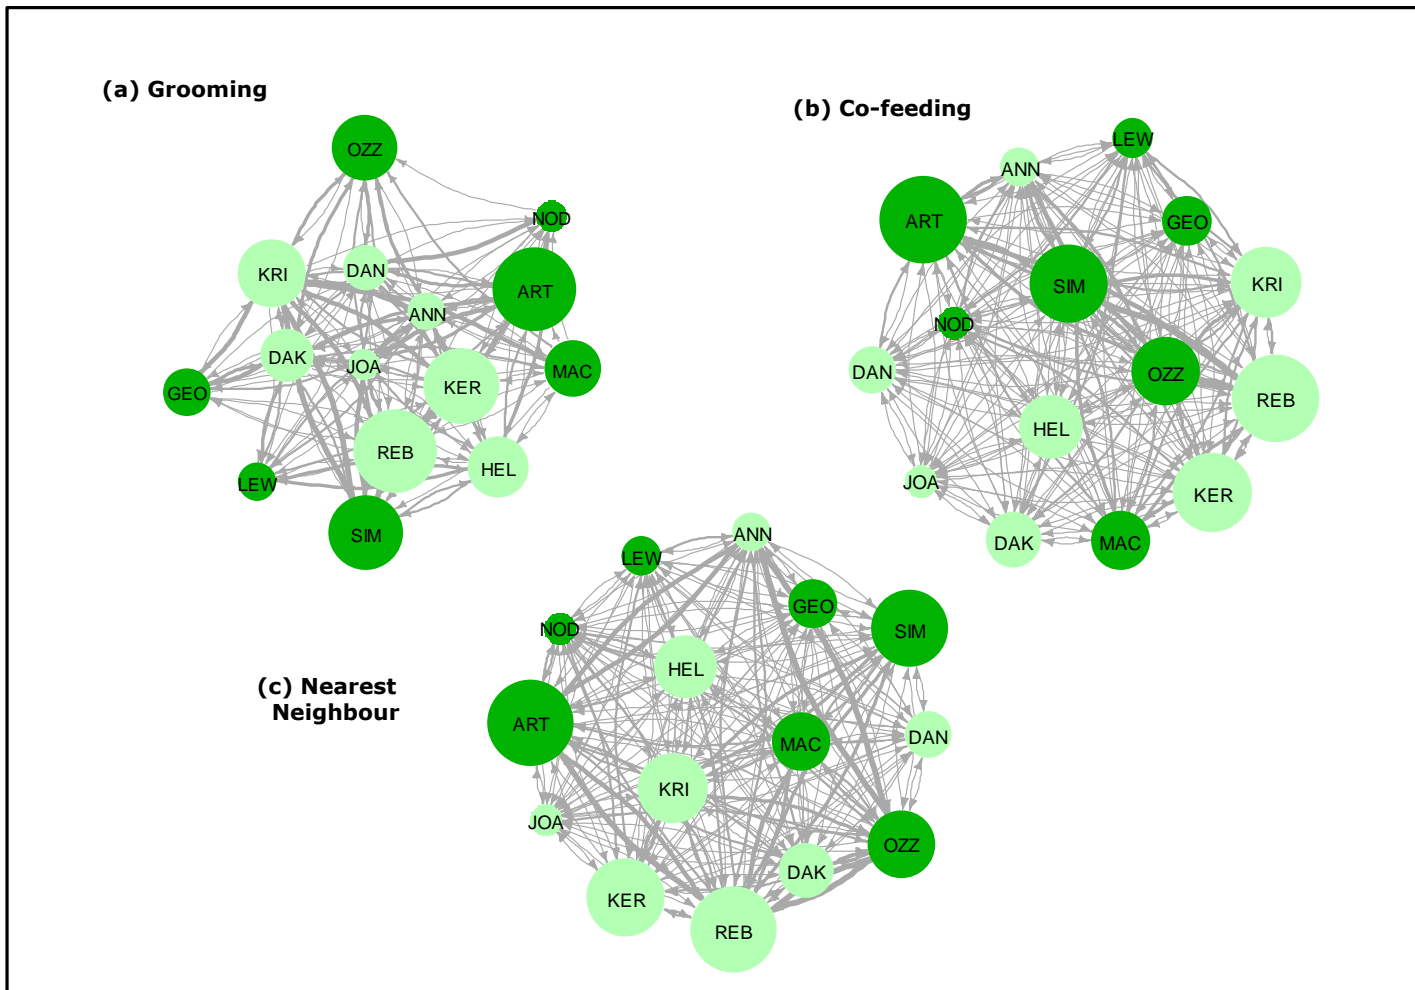 (a) Grooming
OZZ
NOD
KRI
DAN
ART
ANN
DAK
JOA
KER
MAC
GEO
REB
HEL
LEW
SIM
(b) Co-feeding
LEW
ANN
ART
GEO
SIM
KRI
NOD
DAN
OZZ
REB
HEL
JOA
KER
DAK
MAC
(c) Nearest
Neighbour
ANN
LEW
GEO
NOD
SIM
HEL
ART
MAC
DAN
KRI
JOA
OZZ
DAK
KER
REB